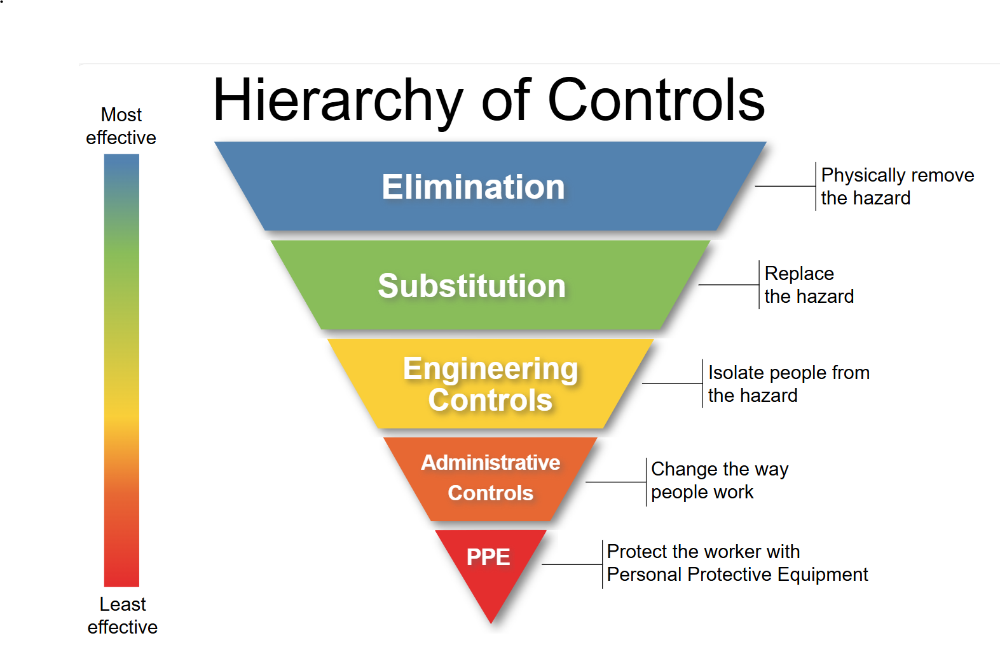 Hierarchy of Controls
Most
effective
Elimination
Physically remove
the hazard
Substitution
Replace
the hazard
Engineering
Controls
Isolate people from
the hazard
Administrative
Controls
Change the way
people work
PPE
Protect the worker with
Personal Protective Equipment
Least
effective